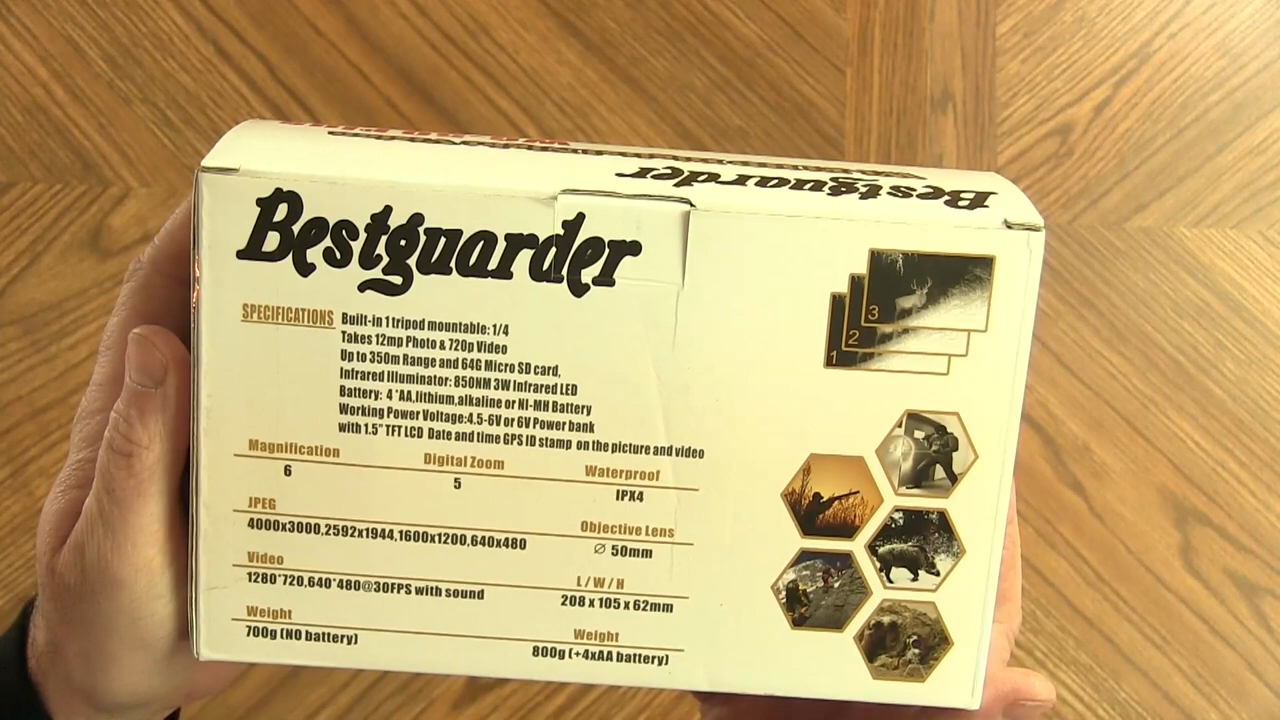 Bestguarder
Bestguarder
SPECIFICATIONS
Built-in 1 tripod mountable: 1/4
Takes 12mp Photo & 720p Video
Up to 350m Range and 64G Micro SD card,
Infrared Illuminator: 850NM 3W Infrared LED
Battery: 4*AA,lithium,alkaline or NI-MH Battery
Working Power Voltage:4.5-6V or 6V Power bank
with 1.5" TFT LCD Date and time GPS ID stamp on the picture and video
Magnification Digital Zoom Waterproof
6 5 IPX4
JPEG Objective Lens
4000x3000,2592x1944,1600x1200,640x480 Ø 50mm
Video L / W / H
1280*720,640*480@30FPS with sound 208 x 105 x 62mm
Weight Weight
700g (NO battery) 800g (+4xAA battery)
3
2
1